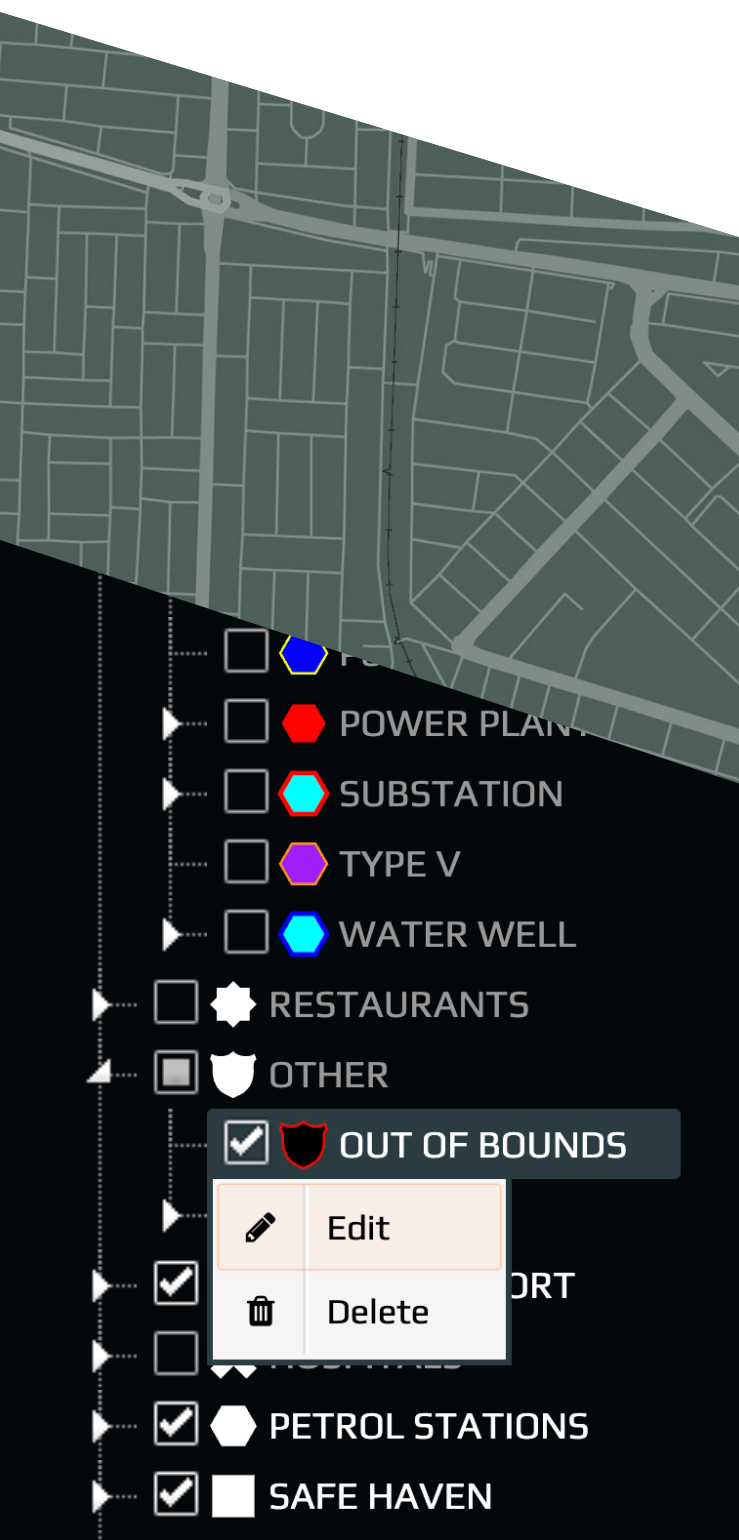 POWER PLANT
SUBSTATION
TYPE V
WATER WELL
RESTAURANTS
OTHER
OUT OF BOUNDS
Edit
Delete
PETROL STATIONS
SAFE HAVEN